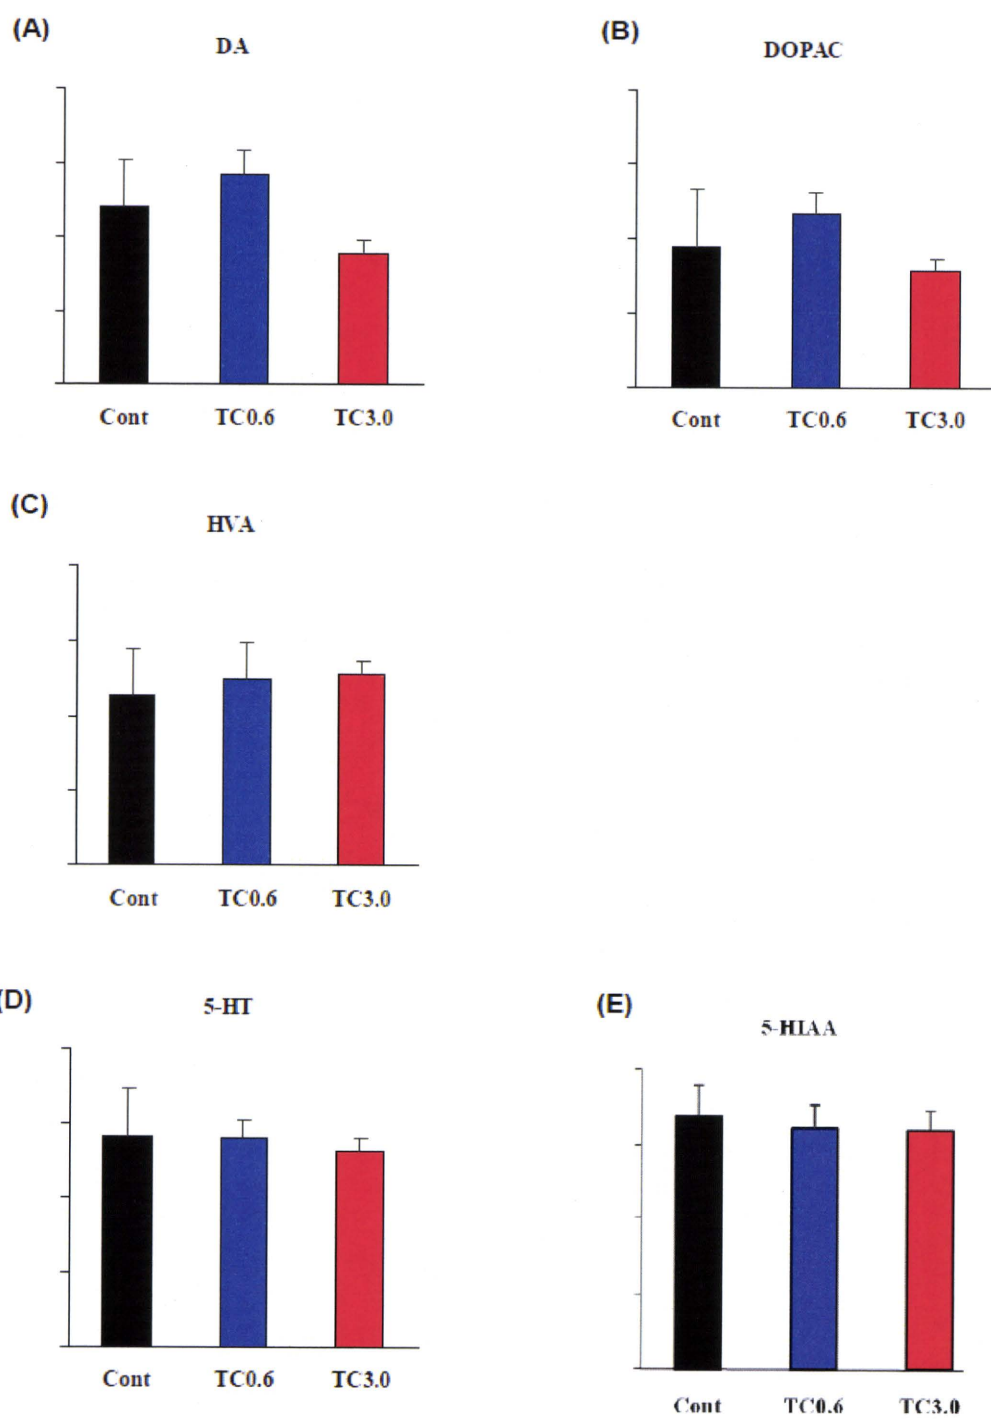 (A)
DA
Cont TC0.6 TC3.0
(B)
DOPAC
Cont TC0.6 TC3.0
(C)
HVA
Cont TC0.6 TC3.0
(D)
5-HT
Cont TC0.6 TC3.0
(E)
5-HIAA
Cont TC0.6 TC3.0